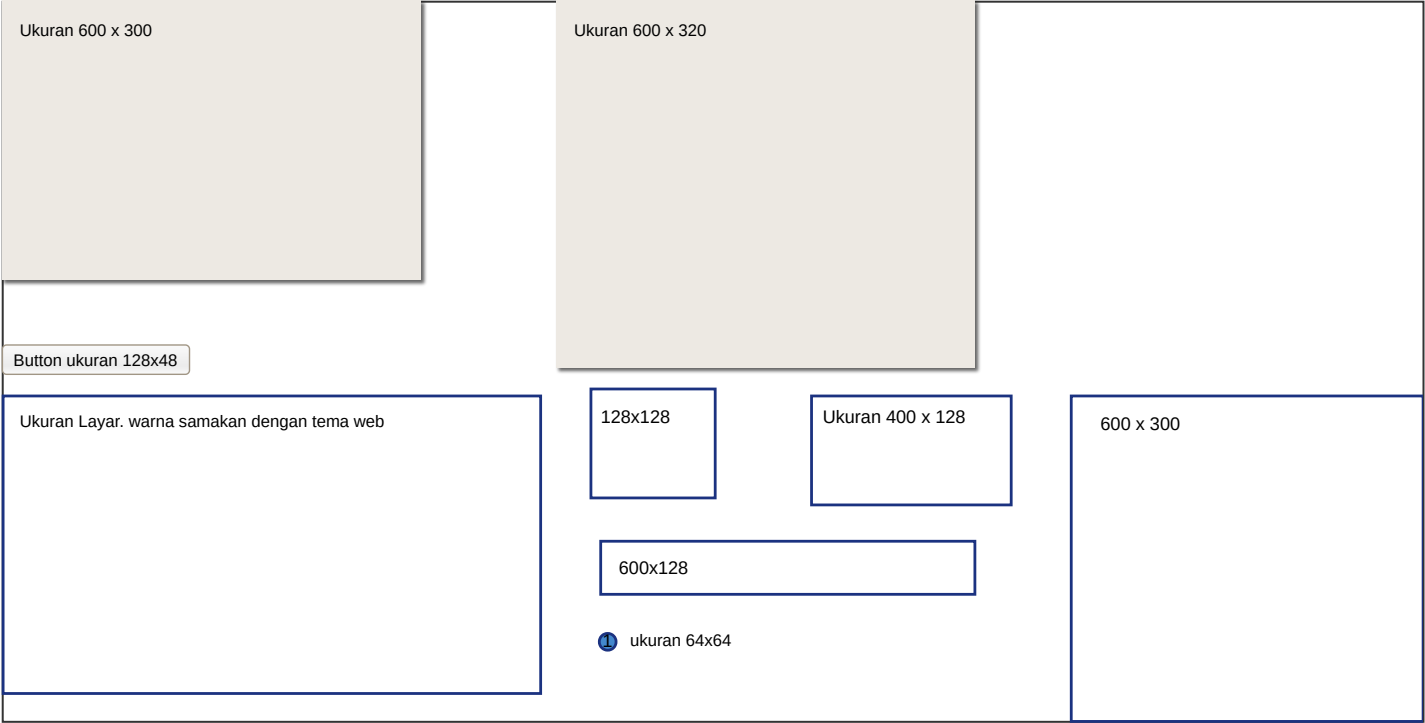 Ukuran 600 x 300
Ukuran 600 x 320
Button ukuran 128x48
Ukuran Layar. warna samakan dengan tema web
128x128
Ukuran 400 x 128
600 x 300
600x128
1
ukuran 64x64